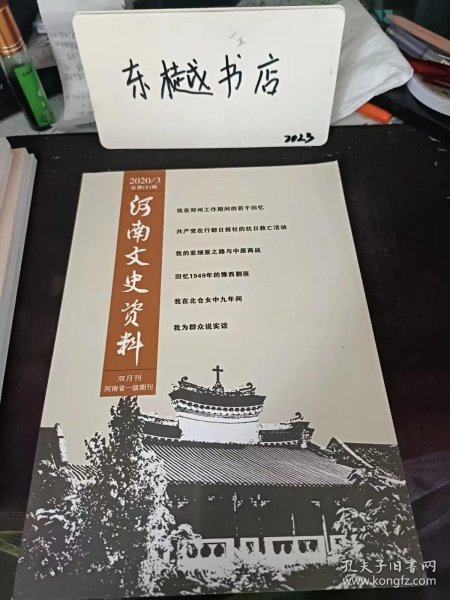 东樾书店
2023
2020/3
总第181期
河南文史资料
双月刊
河南省一级期刊
我在郑州工作期间的若干回忆
共产党在行都日报社的抗日救亡活动
我的亚细亚之路与中原商战
回忆1949年的豫西剿匪
我在北仓女中九年间
我为群众说实话
孔夫子旧书网
www.kongfz.com